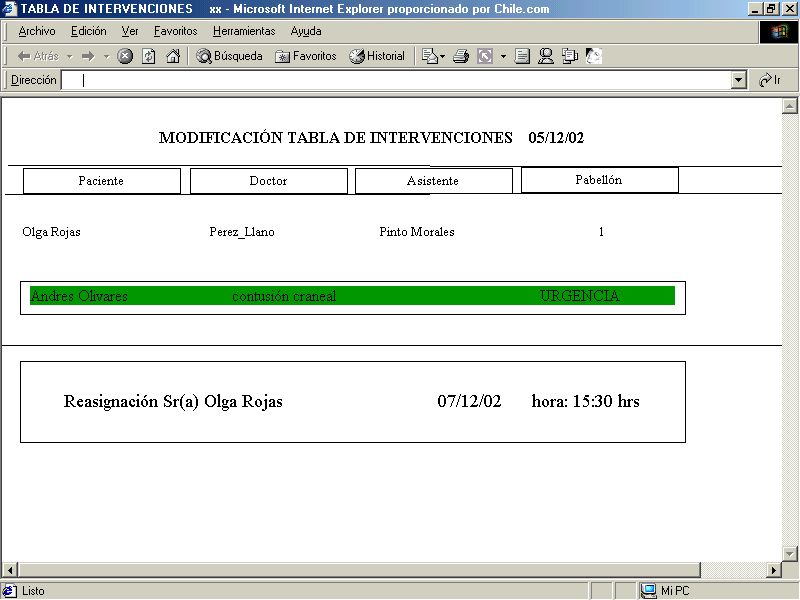 TABLA DE INTERVENCIONES xx - Microsoft Internet Explorer proporcionado por Chile.com
Archivo Edición Ver Favoritos Herramientas Ayuda
Atrás Búsqueda Favoritos Historial
Dirección Ir
MODIFICACIÓN TABLA DE INTERVENCIONES 05/12/02
Paciente Doctor Asistente Pabellón
Olga Rojas Perez_Llano Pinto Morales 1
Andres Olivares contusión craneal URGENCIA
Reasignación Sr(a) Olga Rojas 07/12/02 hora: 15:30 hrs
Listo Mi PC